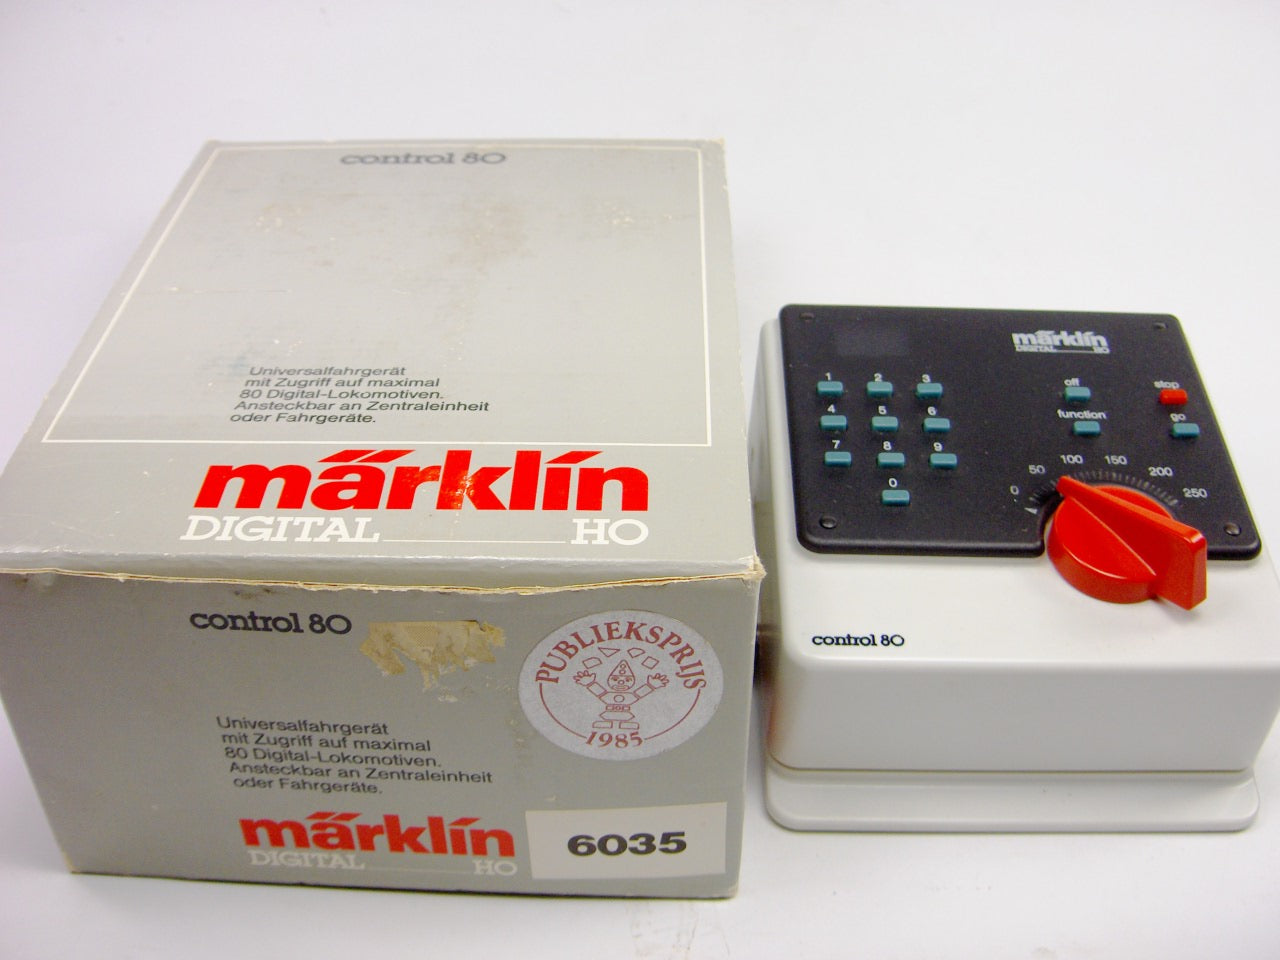 control 80
Universalfahrgerät
mit Zugriff auf maximal
80 Digital-Lokomotiven.
Ansteckbar an Zentraleinheit
oder Fahrgeräte.
märklin
DIGITAL HO
control 80
PUBLIEKSPRIJS
1985
Universalfahrgerät
mit Zugriff auf maximal
80 Digital-Lokomotiven.
Ansteckbar an Zentraleinheit
oder Fahrgeräte.
märklin
DIGITAL HO
6035
märklin
DIGITAL HO
1 2 3
4 5 6
7 8 9
0
off
stop
function
go
0 50 100 150 200 250
control 80